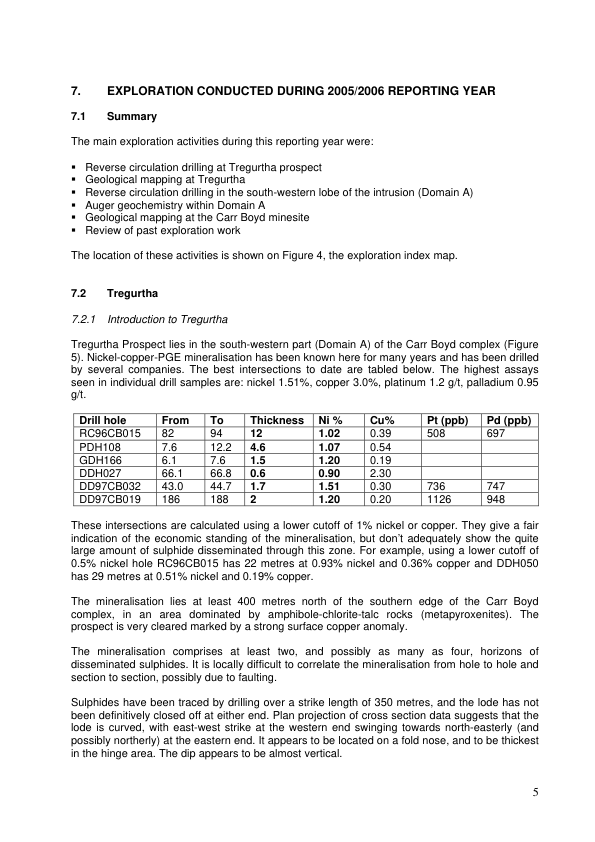 7. EXPLORATION CONDUCTED DURING 2005/2006 REPORTING YEAR
7.1 Summary
The main exploration activities during this reporting year were:
▪ Reverse circulation drilling at Tregurtha prospect
▪ Geological mapping at Tregurtha
▪ Reverse circulation drilling in the south-western lobe of the intrusion (Domain A)
▪ Auger geochemistry within Domain A
▪ Geological mapping at the Carr Boyd minesite
▪ Review of past exploration work
The location of these activities is shown on Figure 4, the exploration index map.
7.2 Tregurtha
7.2.1 Introduction to Tregurtha
Tregurtha Prospect lies in the south-western part (Domain A) of the Carr Boyd complex (Figure
5). Nickel-copper-PGE mineralisation has been known here for many years and has been drilled
by several companies. The best intersections to date are tabled below. The highest assays
seen in individual drill samples are: nickel 1.51%, copper 3.0%, platinum 1.2 g/t, palladium 0.95
g/t.
Drill hole From To Thickness Ni % Cu% Pt (ppb) Pd (ppb)
RC96CB015 82 94 12 1.02 0.39 508 697
PDH108 7.6 12.2 4.6 1.07 0.54
GDH166 6.1 7.6 1.5 1.20 0.19
DDH027 66.1 66.8 0.6 0.90 2.30
DD97CB032 43.0 44.7 1.7 1.51 0.30 736 747
DD97CB019 186 188 2 1.20 0.20 1126 948
These intersections are calculated using a lower cutoff of 1% nickel or copper. They give a fair
indication of the economic standing of the mineralisation, but don't adequately show the quite
large amount of sulphide disseminated through this zone. For example, using a lower cutoff of
0.5% nickel hole RC96CB015 has 22 metres at 0.93% nickel and 0.36% copper and DDH050
has 29 metres at 0.51% nickel and 0.19% copper.
The mineralisation lies at least 400 metres north of the southern edge of the Carr Boyd
complex, in an area dominated by amphibole-chlorite-talc rocks (metapyroxenites). The
prospect is very cleared marked by a strong surface copper anomaly.
The mineralisation comprises at least two, and possibly as many as four, horizons of
disseminated sulphides. It is locally difficult to correlate the mineralisation from hole to hole and
section to section, possibly due to faulting.
Sulphides have been traced by drilling over a strike length of 350 metres, and the lode has not
been definitively closed off at either end. Plan projection of cross section data suggests that the
lode is curved, with east-west strike at the western end swinging towards north-easterly (and
possibly northerly) at the eastern end. It appears to be located on a fold nose, and to be thickest
in the hinge area. The dip appears to be almost vertical.
5